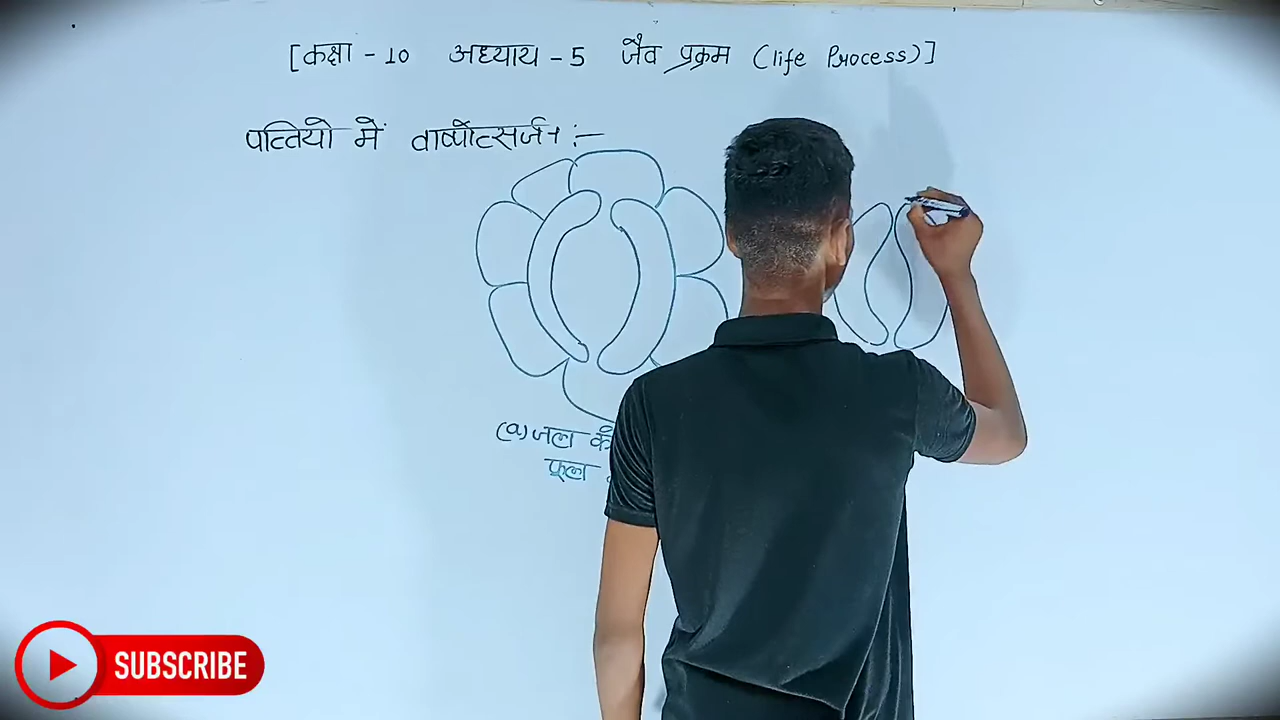 [कक्षा - 10 अध्याय - 5 जैव प्रक्रम (life Process)]
पत्तियो में वाष्पोत्सर्जन :-
(a) जल
फूल
SUBSCRIBE